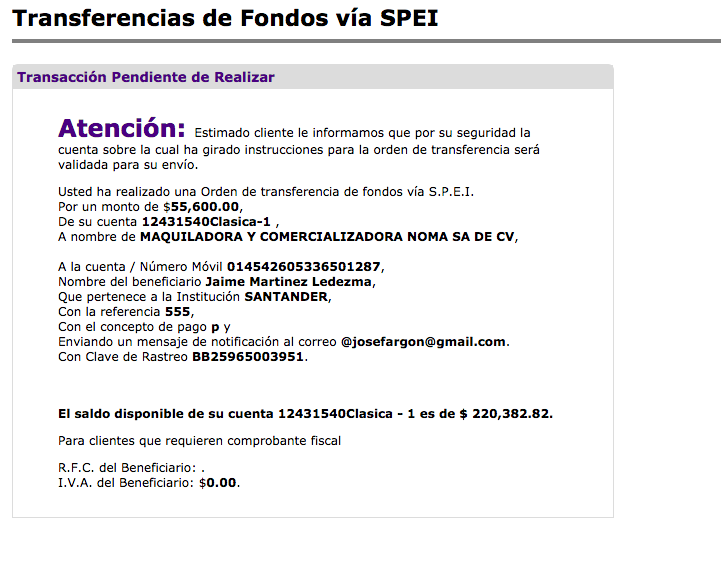 Transferencias de Fondos vía SPEI
Transacción Pendiente de Realizar
Atención: Estimado cliente le informamos que por su seguridad la
cuenta sobre la cual ha girado instrucciones para la orden de transferencia será
validada para su envío.
Usted ha realizado una Orden de transferencia de fondos vía S.P.E.I.
Por un monto de $55,600.00,
De su cuenta 12431540Clasica-1 ,
A nombre de MAQUILADORA Y COMERCIALIZADORA NOMA SA DE CV,
A la cuenta / Número Móvil 014542605336501287,
Nombre del beneficiario Jaime Martinez Ledezma,
Que pertenece a la Institución SANTANDER,
Con la referencia 555,
Con el concepto de pago p y
Enviando un mensaje de notificación al correo @josefargon@gmail.com.
Con Clave de Rastreo BB25965003951.
El saldo disponible de su cuenta 12431540Clasica - 1 es de $ 220,382.82.
Para clientes que requieren comprobante fiscal
R.F.C. del Beneficiario: .
I.V.A. del Beneficiario: $0.00.